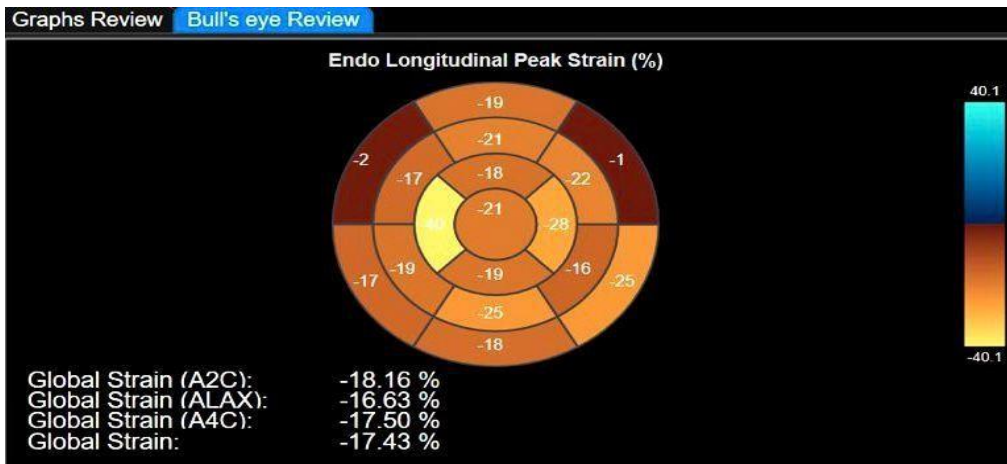 Graphs Review Bull's eye Review
Endo Longitudinal Peak Strain (%)
40.1
-19
-21
-2 -1
-17 -18 -22
-21
-40 -28
-19 -16
-17 -19 -25
-25
-18
-40.1
Global Strain (A2C): -18.16 %
Global Strain (ALAX): -16.63 %
Global Strain (A4C): -17.50 %
Global Strain: -17.43 %